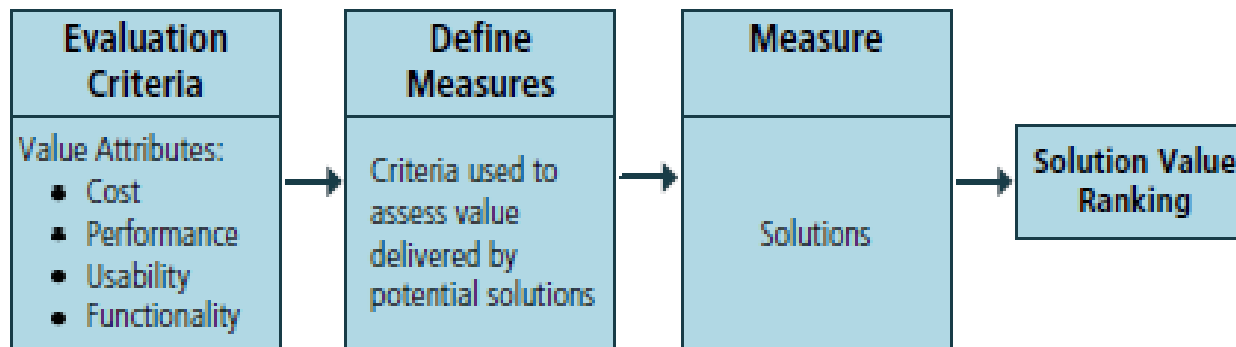 Evaluation
Criteria
Value Attributes:
Cost
Performance
Usability
Functionality
Define
Measures
Criteria used to
assess value
delivered by
potential solutions
Measure
Solutions
Solution Value
Ranking